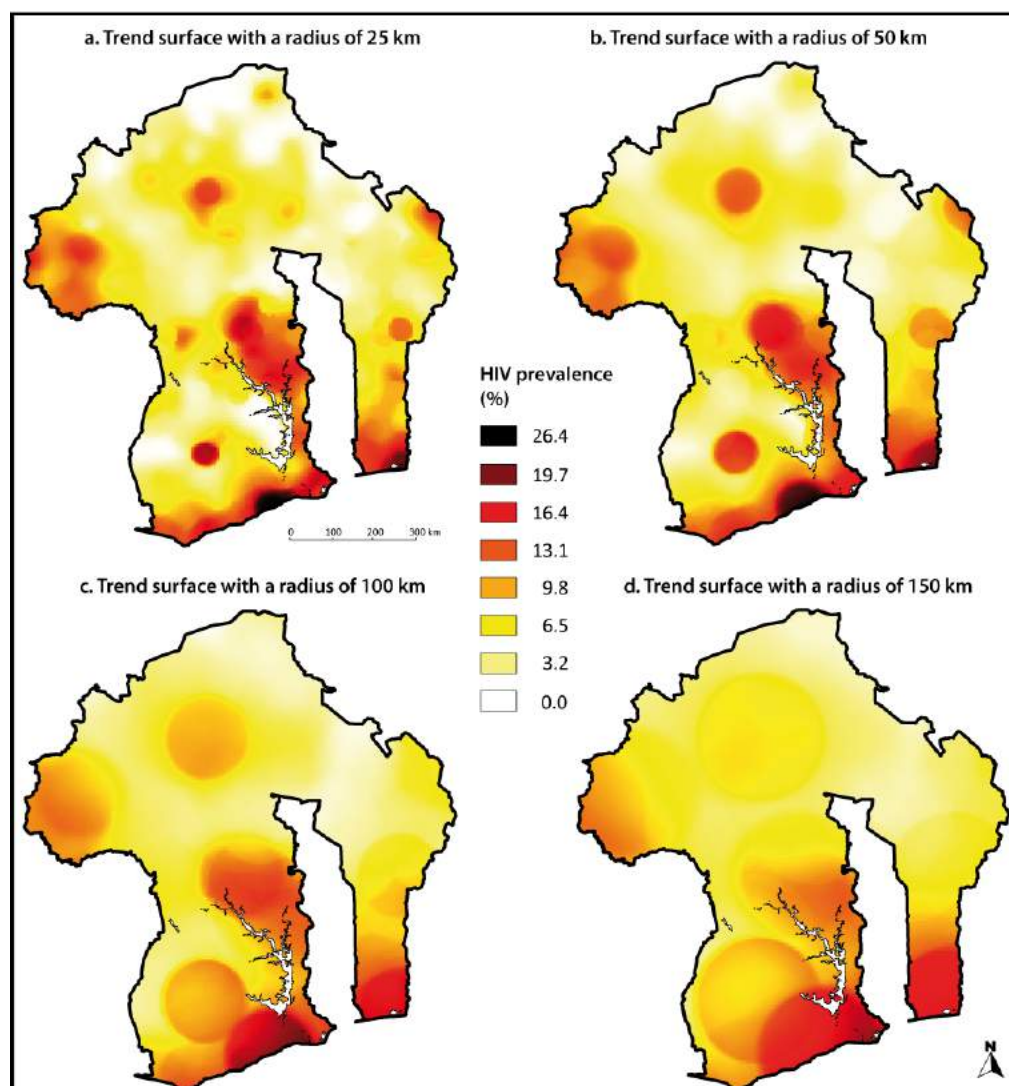 a. Trend surface with a radius of 25 km
b. Trend surface with a radius of 50 km
HIV prevalence
(%)
26.4
19.7
16.4
13.1
9.8
6.5
3.2
0.0
0 100 200 300 km
c. Trend surface with a radius of 100 km
d. Trend surface with a radius of 150 km
N